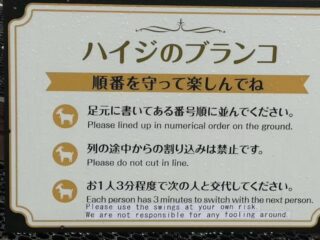 ハイジのブランコ
順番を守って楽しんでね
足元に書いてある番号順に並んでください。
Please lined up in numerical order on the ground.
列の途中からの割り込みは禁止です。
Please do not cut in line.
お1人3分程度で次の人と交代してください。
Each person has 3 minutes to switch with the next person.
Please use the swings at your own risk.
We are not responsible for any fooling around